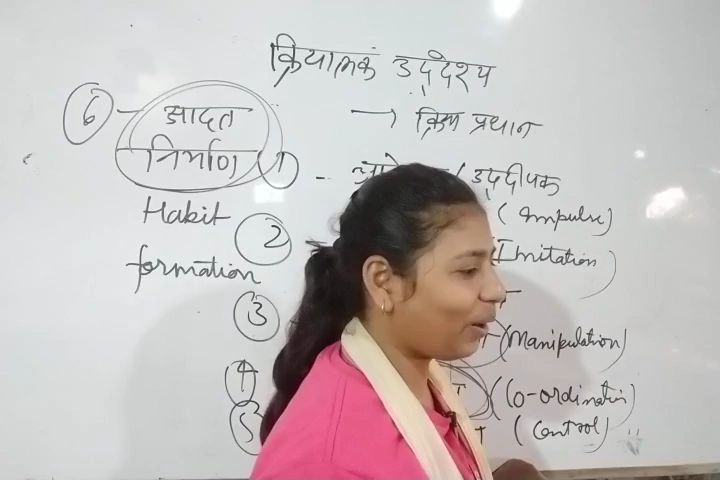 क्रियात्मक उद्देश्य
→ क्रिया प्रधान
1 - / उद्दीपक
(Impulse)
2 - (Imitation)
3 (Manipulation)
4 (Co-ordination)
5 (Control)
6 - आदत
निर्माण
Habit
formation